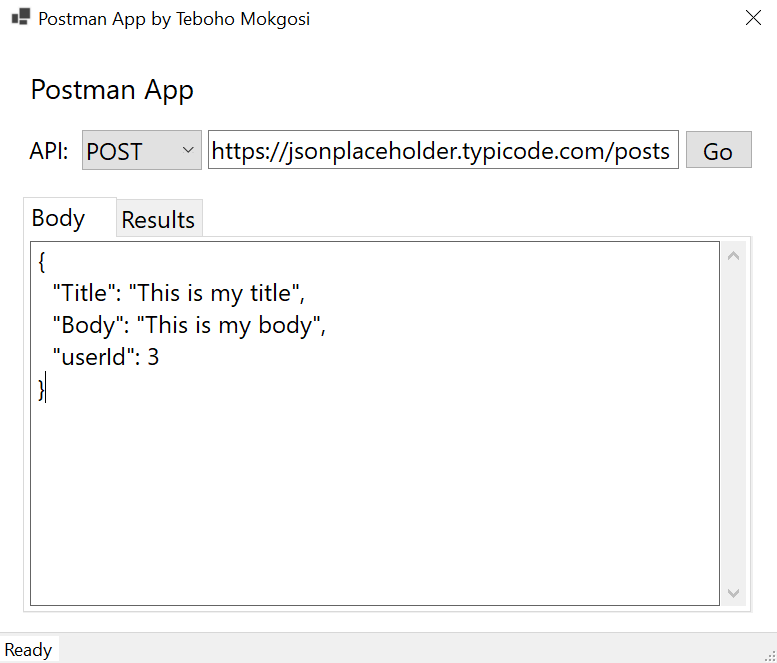 Postman App by Teboho Mokgosi
Postman App
API: POST https://jsonplaceholder.typicode.com/posts Go
Body Results
{
"Title": "This is my title",
"Body": "This is my body",
"userId": 3
}
Ready